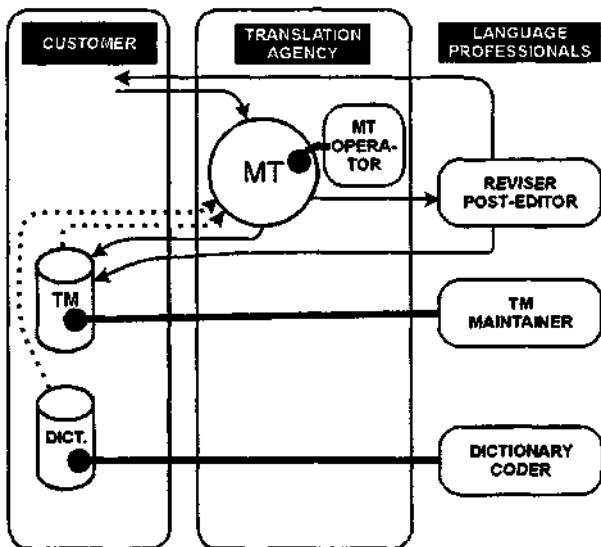 CUSTOMER
TRANSLATION
AGENCY
LANGUAGE
PROFESSIONALS
MT
MT
OPERA-
TOR
REVISER
POST-EDITOR
TM
TM
MAINTAINER
DICT.
DICTIONARY
CODER